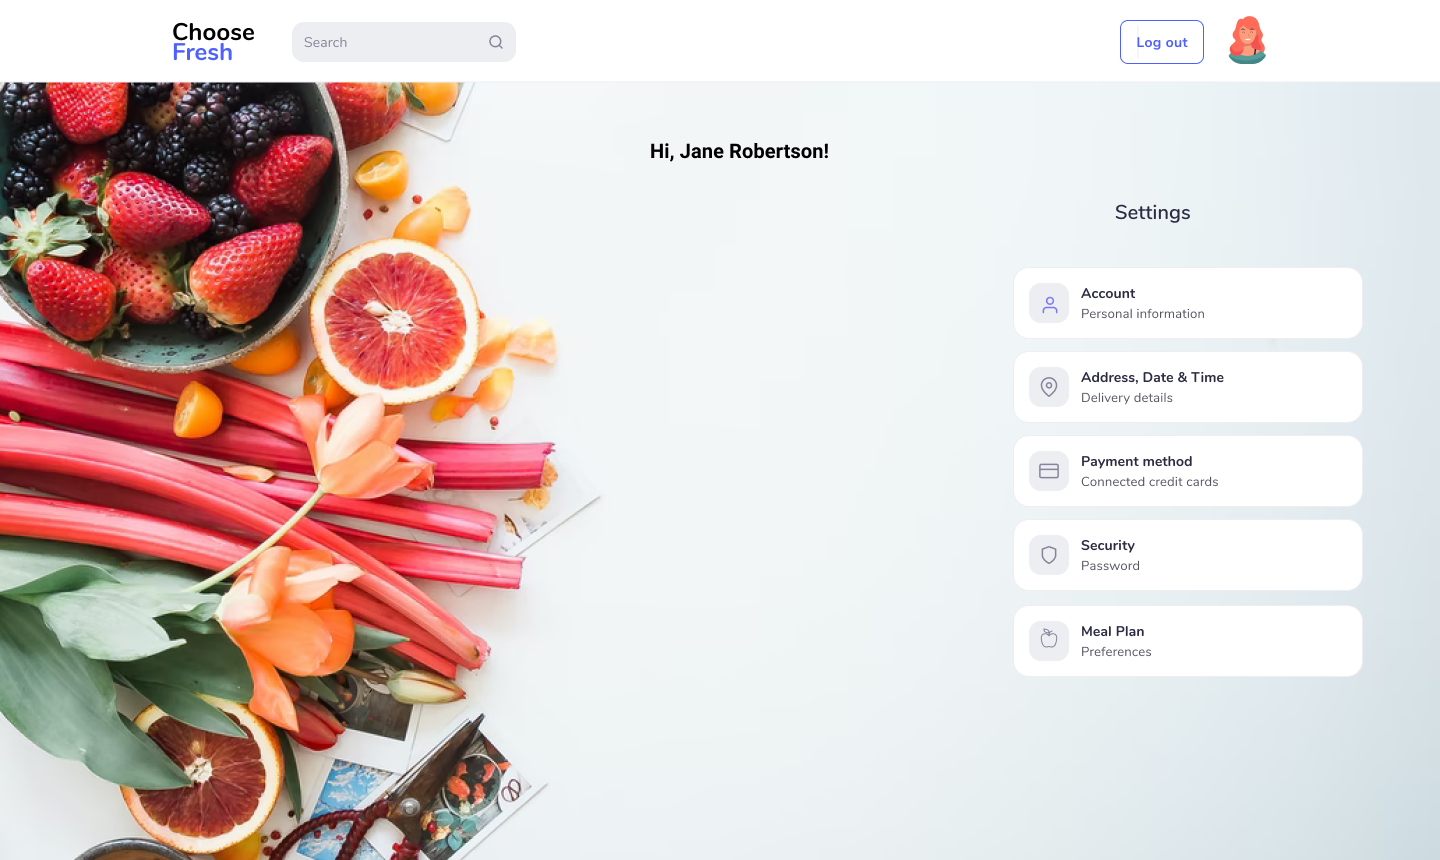 Choose
Fresh
Search
Log out
Hi, Jane Robertson!
Settings
Account
Personal information
Address, Date & Time
Delivery details
Payment method
Connected credit cards
Security
Password
Meal Plan
Preferences